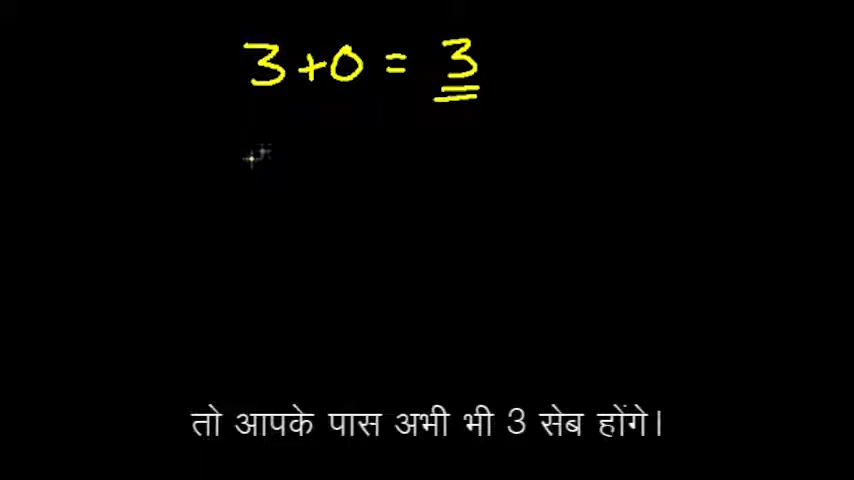 3+0 = 3
तो आपके पास अभी भी 3 सेब होंगे।